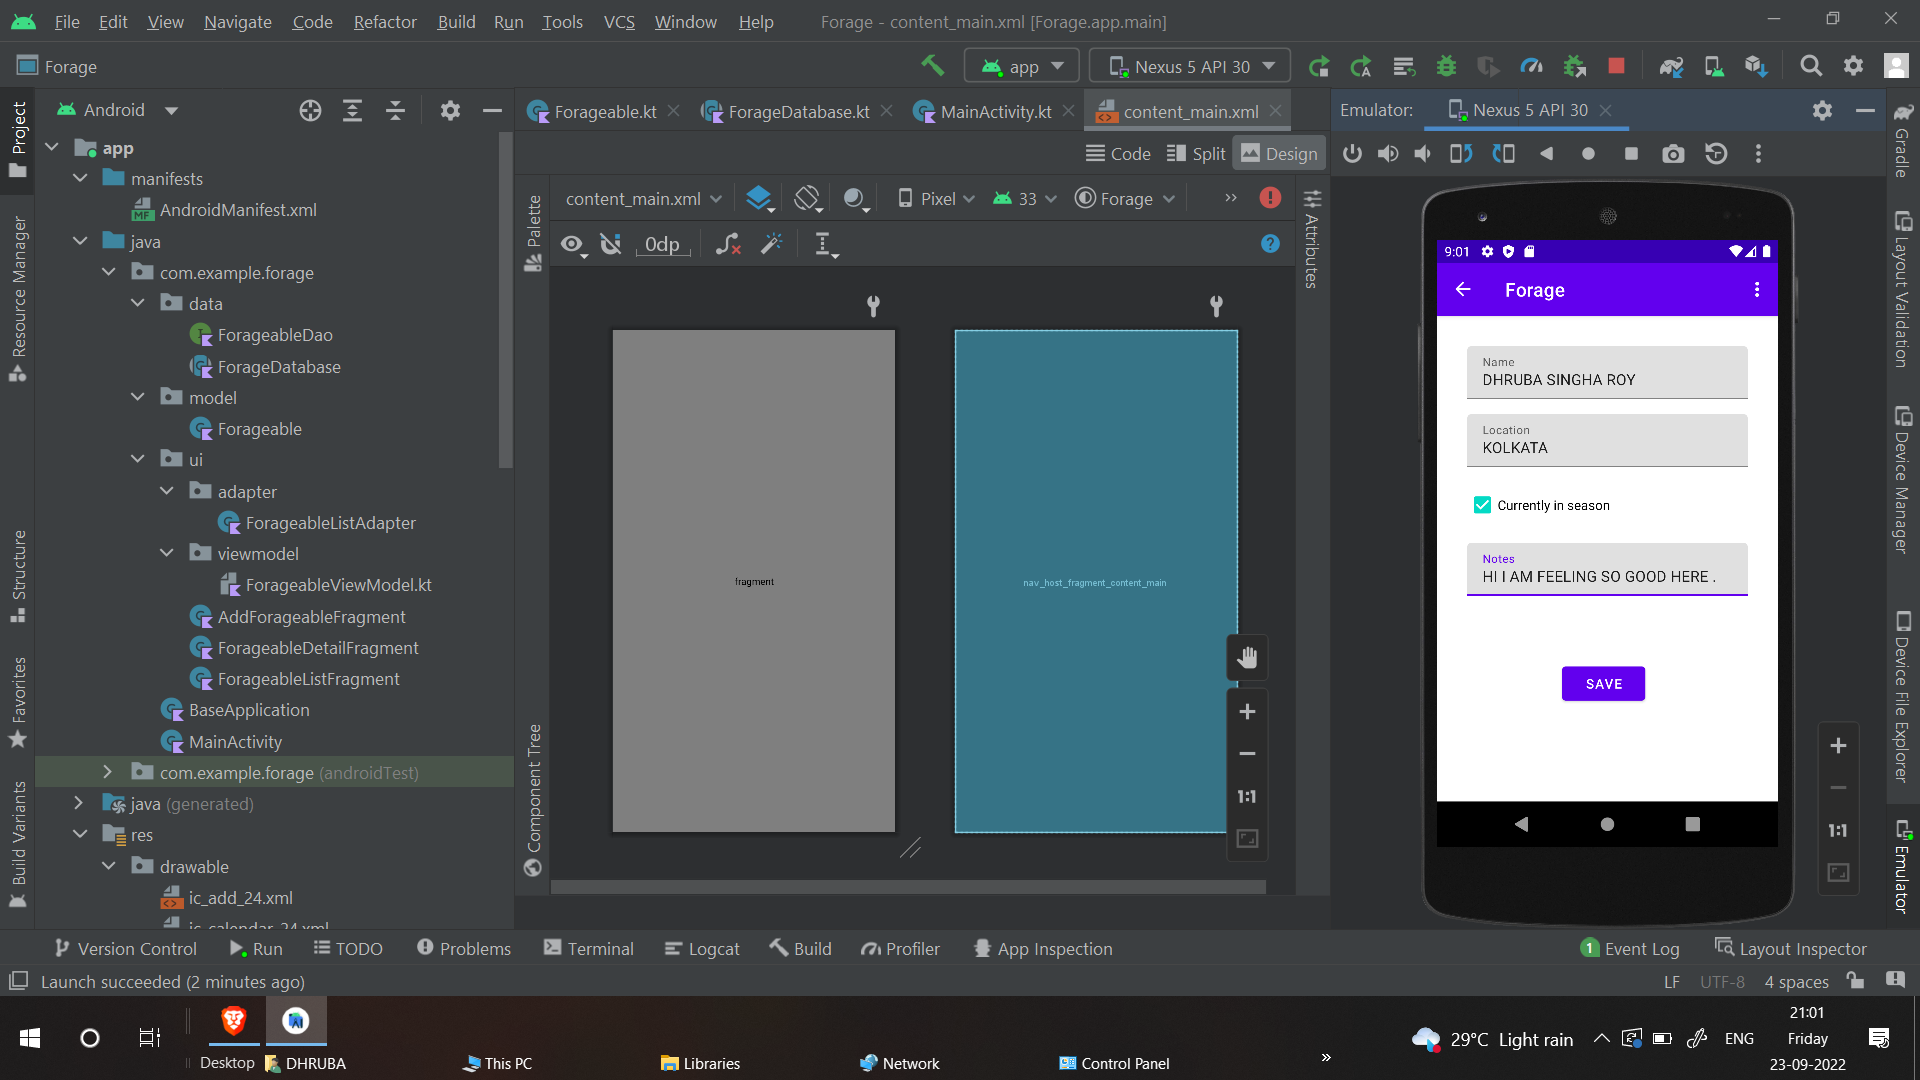 File Edit View Navigate Code Refactor Build Run Tools VCS Window Help Forage - content_main.xml [Forage.app.main]
Forage app Nexus 5 API 30
Android Forageable.kt ForageDatabase.kt MainActivity.kt content_main.xml Emulator: Nexus 5 API 30
Code Split Design
content_main.xml Pixel 33 Forage
0dp
Project
Resource Manager
Structure
Favorites
Build Variants
app
manifests
MF AndroidManifest.xml
java
com.example.forage
data
ForageableDao
ForageDatabase
model
Forageable
ui
adapter
ForageableListAdapter
viewmodel
ForageableViewModel.kt
AddForageableFragment
ForageableDetailFragment
ForageableListFragment
BaseApplication
MainActivity
com.example.forage (androidTest)
java (generated)
res
drawable
ic_add_24.xml
ic_calendar_24.xml
Palette
Component Tree
fragment
nav_host_fragment_content_main
1:1
Attributes
9:01
Forage
Name
DHRUBA SINGHA ROY
Location
KOLKATA
Currently in season
Notes
HI I AM FEELING SO GOOD HERE .
SAVE
1:1
Gradle
Layout Validation
Device Manager
Device File Explorer
Emulator
Version Control Run TODO Problems Terminal Logcat Build Profiler App Inspection 1 Event Log Layout Inspector
Launch succeeded (2 minutes ago) LF UTF-8 4 spaces
Desktop DHRUBA This PC Libraries Network Control Panel »
29°C Light rain ENG
21:01
Friday
23-09-2022